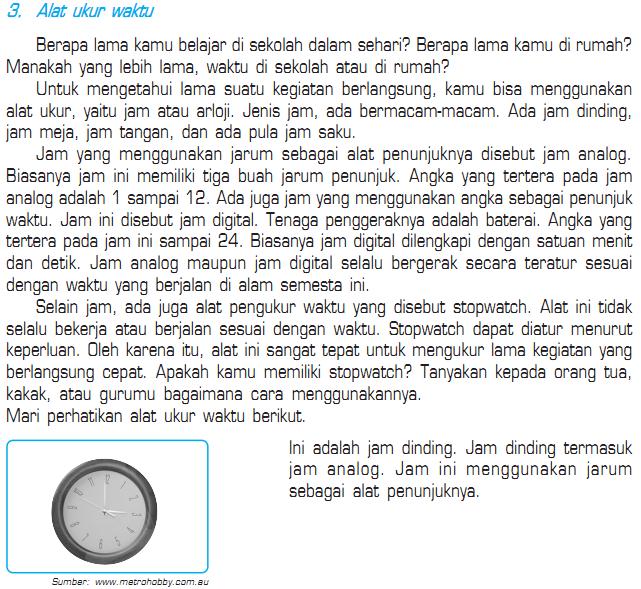 3. Alat ukur waktu
Berapa lama kamu belajar di sekolah dalam sehari? Berapa lama kamu di rumah?
Manakah yang lebih lama, waktu di sekolah atau di rumah?
Untuk mengetahui lama suatu kegiatan berlangsung, kamu bisa menggunakan
alat ukur, yaitu jam atau arloji. Jenis jam, ada bermacam-macam. Ada jam dinding,
jam meja, jam tangan, dan ada pula jam saku.
Jam yang menggunakan jarum sebagai alat penunjuknya disebut jam analog.
Biasanya jam ini memiliki tiga buah jarum penunjuk. Angka yang tertera pada jam
analog adalah 1 sampai 12. Ada juga jam yang menggunakan angka sebagai penunjuk
waktu. Jam ini disebut jam digital. Tenaga penggeraknya adalah baterai. Angka yang
tertera pada jam ini sampai 24. Biasanya jam digital dilengkapi dengan satuan menit
dan detik. Jam analog maupun jam digital selalu bergerak secara teratur sesuai
dengan waktu yang berjalan di alam semesta ini.
Selain jam, ada juga alat pengukur waktu yang disebut stopwatch. Alat ini tidak
selalu bekerja atau berjalan sesuai dengan waktu. Stopwatch dapat diatur menurut
keperluan. Oleh karena itu, alat ini sangat tepat untuk mengukur lama kegiatan yang
berlangsung cepat. Apakah kamu memiliki stopwatch? Tanyakan kepada orang tua,
kakak, atau gurumu bagaimana cara menggunakannya.
Mari perhatikan alat ukur waktu berikut.
Ini adalah jam dinding. Jam dinding termasuk
jam analog. Jam ini menggunakan jarum
sebagai alat penunjuknya.
Sumber: www.metrohobby.com.au